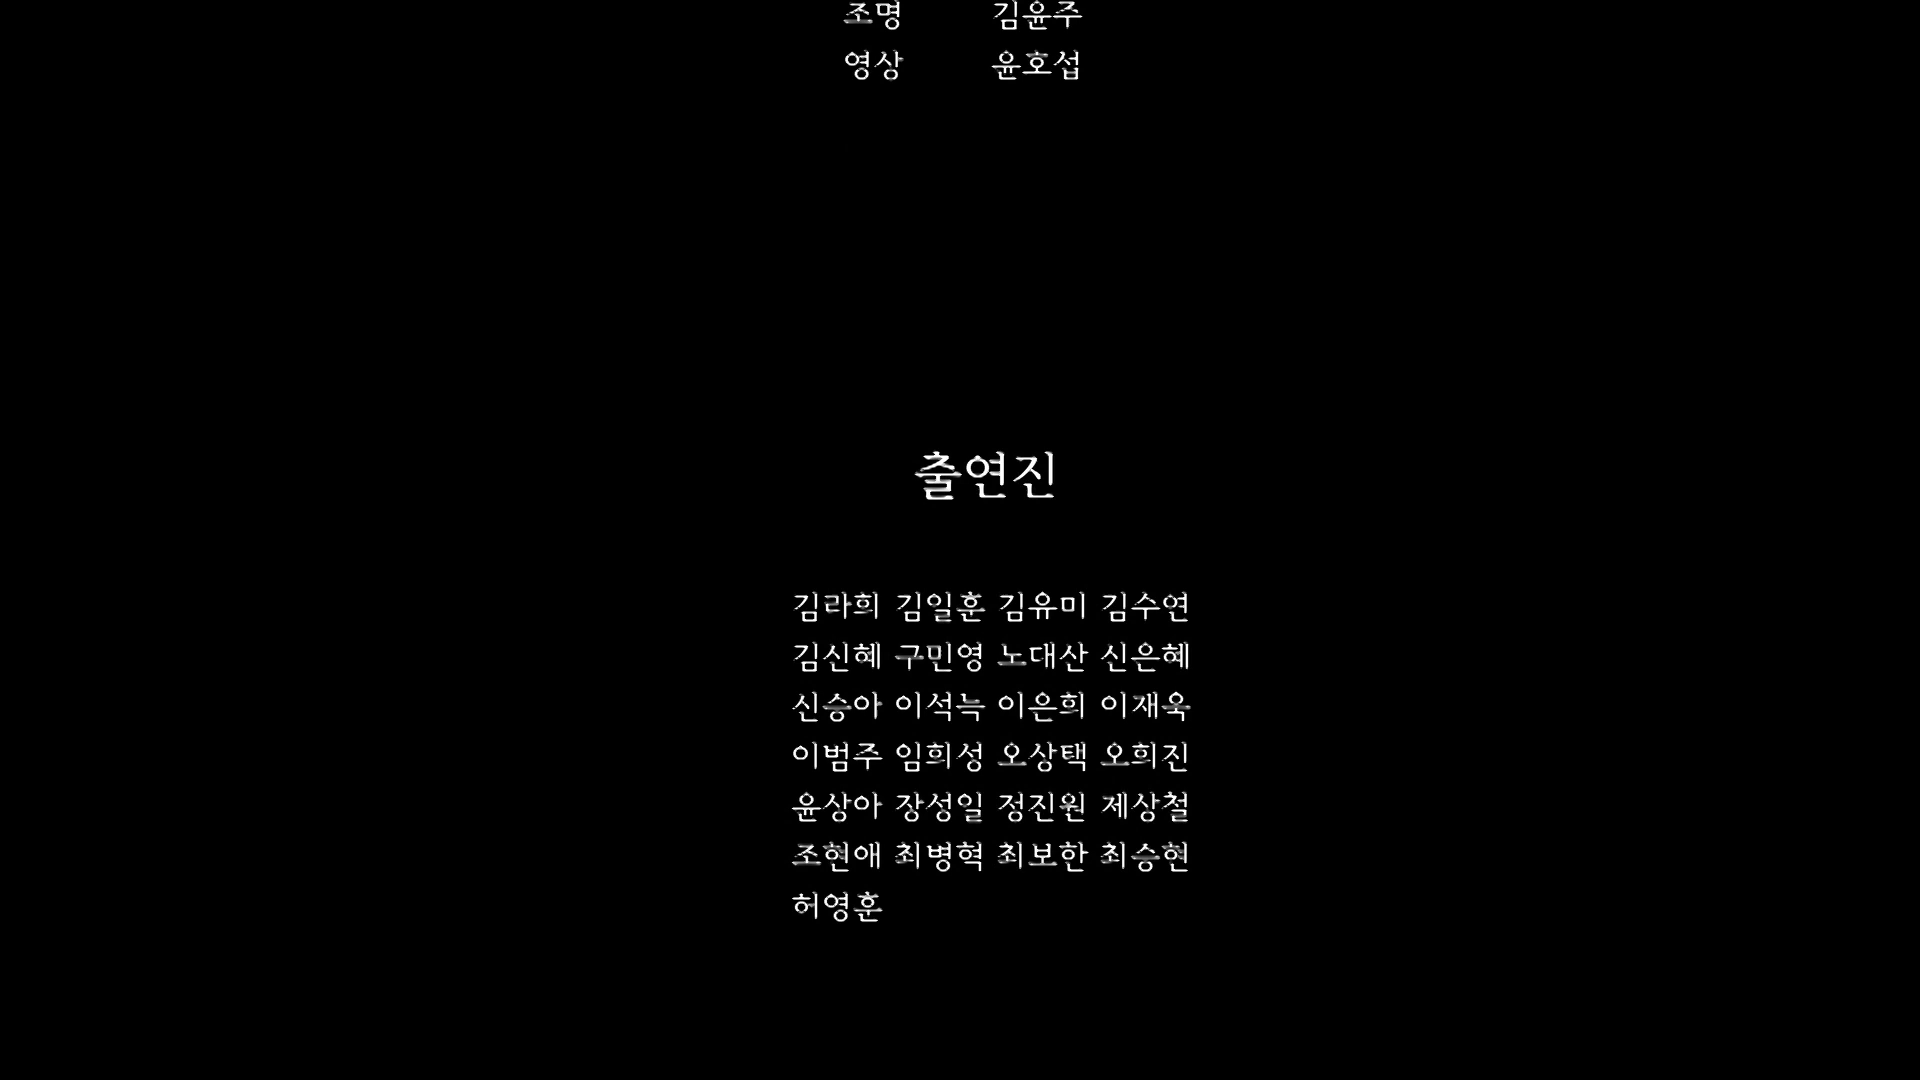 조명 김윤주
영상 윤호섭
출연진
김라희 김일훈 김유미 김수연
김신혜 구민영 노대산 신은혜
신승아 이석늑 이은희 이재욱
이범주 임희성 오상택 오희진
윤상아 장성일 정진원 제상철
조현애 최병혁 최보한 최승현
허영훈